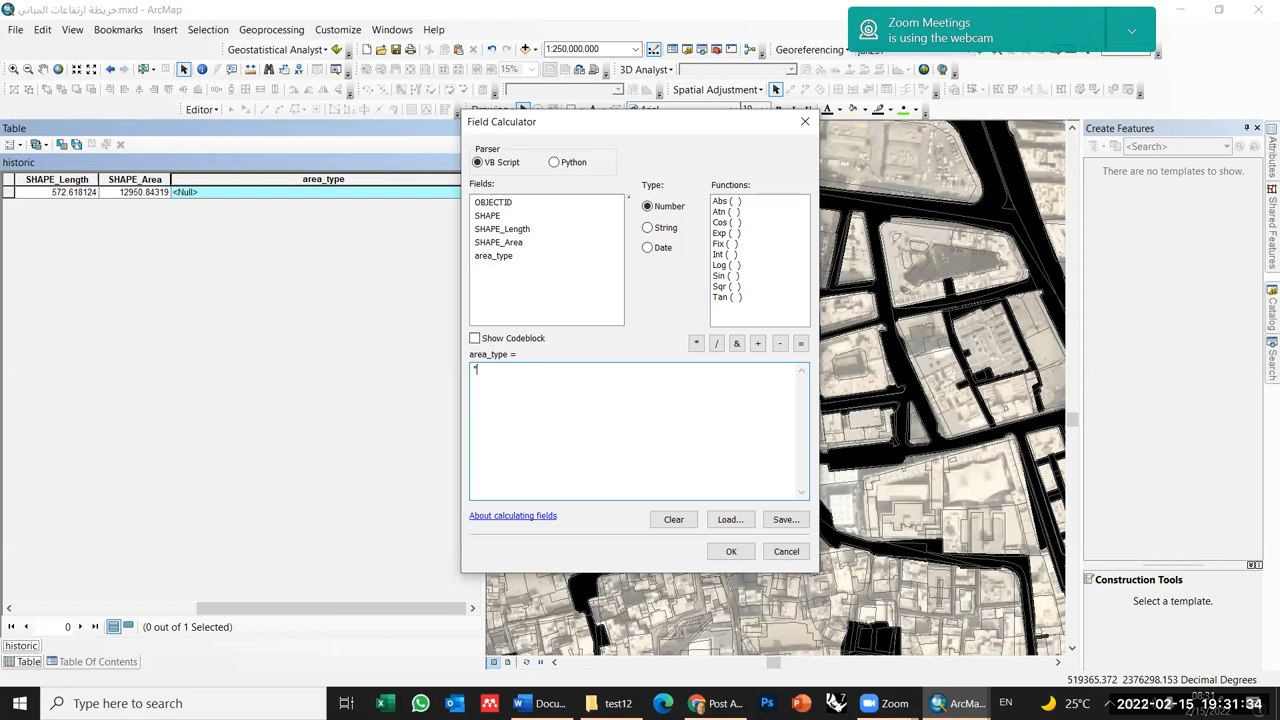 خريطة ارتفاعات المباني.mxd - ArcMap
Zoom Meetings
is using the webcam
File Edit View Bookmarks Insert Selection Geoprocessing Customize Windows Help
Geostatistical Analyst 1:250,000,000 Georeferencing
15% 3D Analyst
Spatial Adjustment
Editor
Table
historic
SHAPE_Length SHAPE_Area area_type
572.618124 12950.84319 <Null>
Field Calculator
Parser
VB Script Python
Fields: Type: Functions:
OBJECTID
SHAPE
SHAPE_Length
SHAPE_Area
area_type
Number
String
Date
Abs ( )
Atn ( )
Cos ( )
Exp ( )
Fix ( )
Int ( )
Log ( )
Sin ( )
Sqr ( )
Tan ( )
Show Codeblock
* / & + - =
area_type =
"
About calculating fields
Clear Load... Save...
OK Cancel
Create Features
<Search>
There are no templates to show.
Attributes
Shared Features
Catalog
Search
Construction Tools
Select a template.
0 (0 out of 1 Selected)
historic
Table Table Of Contents
519365.372 2376298.153 Decimal Degrees
Type here to search
Docu...
test12
Post A...
Zoom
ArcMa...
EN
25°C
2022-02-15 19:31:34